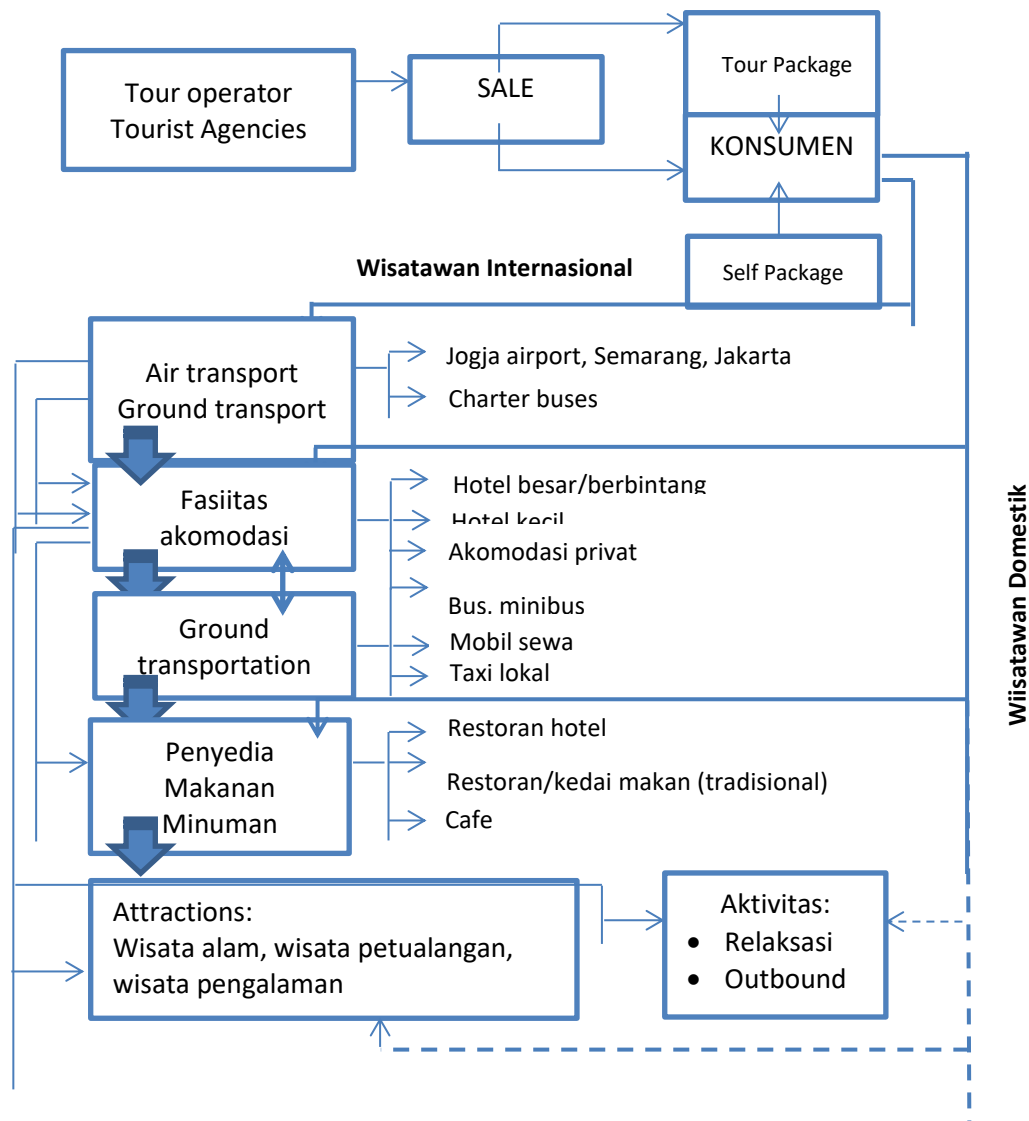 Tour operator
Tourist Agencies
SALE
Tour Package
KONSUMEN
Self Package
Wisatawan Internasional
Air transport
Ground transport
Jogja airport, Semarang, Jakarta
Charter buses
Fasiitas
akomodasi
Hotel besar/berbintang
Hotel kecil
Akomodasi privat
Ground
transportation
Bus. minibus
Mobil sewa
Taxi lokal
Penyedia
Makanan
Minuman
Restoran hotel
Restoran/kedai makan (tradisional)
Cafe
Attractions:
Wisata alam, wisata petualangan,
wisata pengalaman
Aktivitas:
• Relaksasi
• Outbound
Wiisatawan Domestik